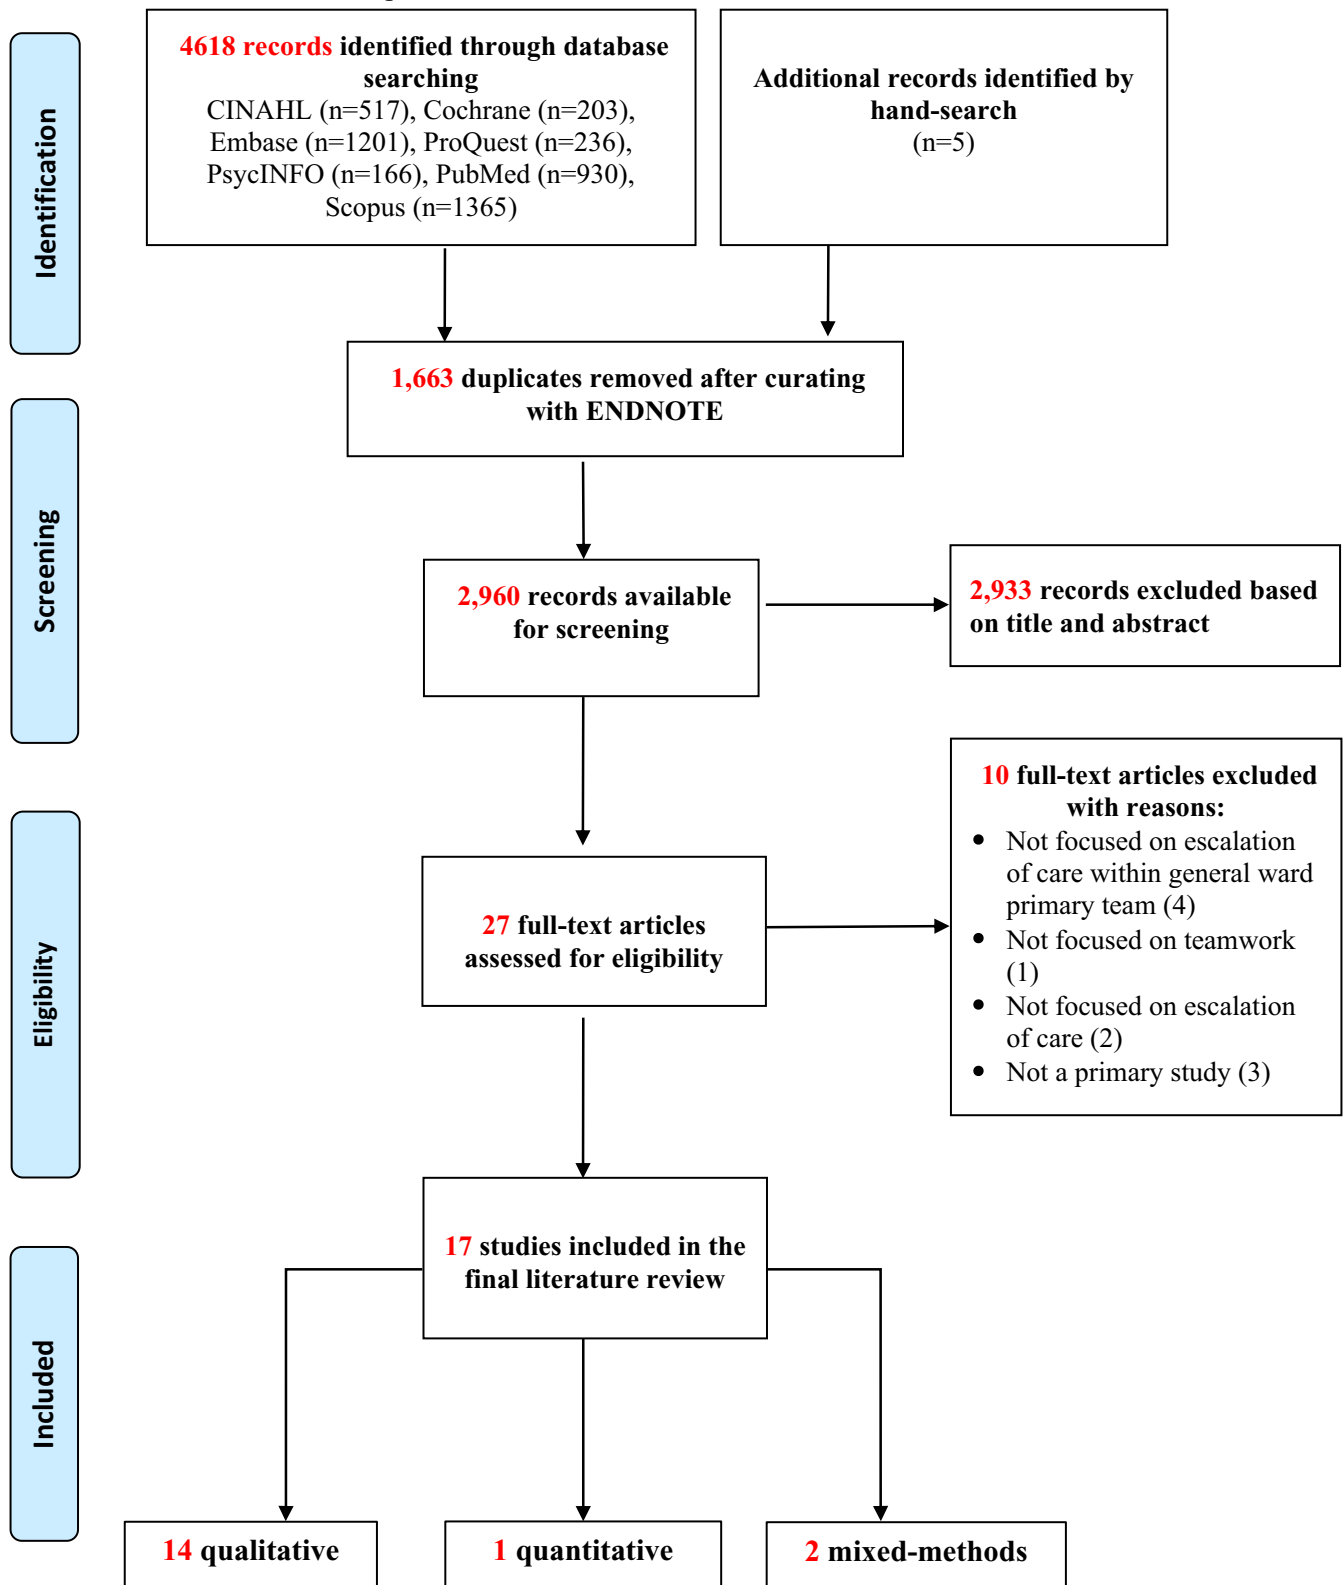 Identification
4618 records identified through database
searching
CINAHL (n=517), Cochrane (n=203),
Embase (n=1201), ProQuest (n=236),
PsycINFO (n=166), PubMed (n=930),
Scopus (n=1365)
Additional records identified by
hand-search
(n=5)
1,663 duplicates removed after curating
with ENDNOTE
Screening
2,960 records available
for screening
2,933 records excluded based
on title and abstract
Eligibility
27 full-text articles
assessed for eligibility
10 full-text articles excluded
with reasons:
• Not focused on escalation
of care within general ward
primary team (4)
• Not focused on teamwork
(1)
• Not focused on escalation
of care (2)
• Not a primary study (3)
Included
17 studies included in the
final literature review
14 qualitative
1 quantitative
2 mixed-methods